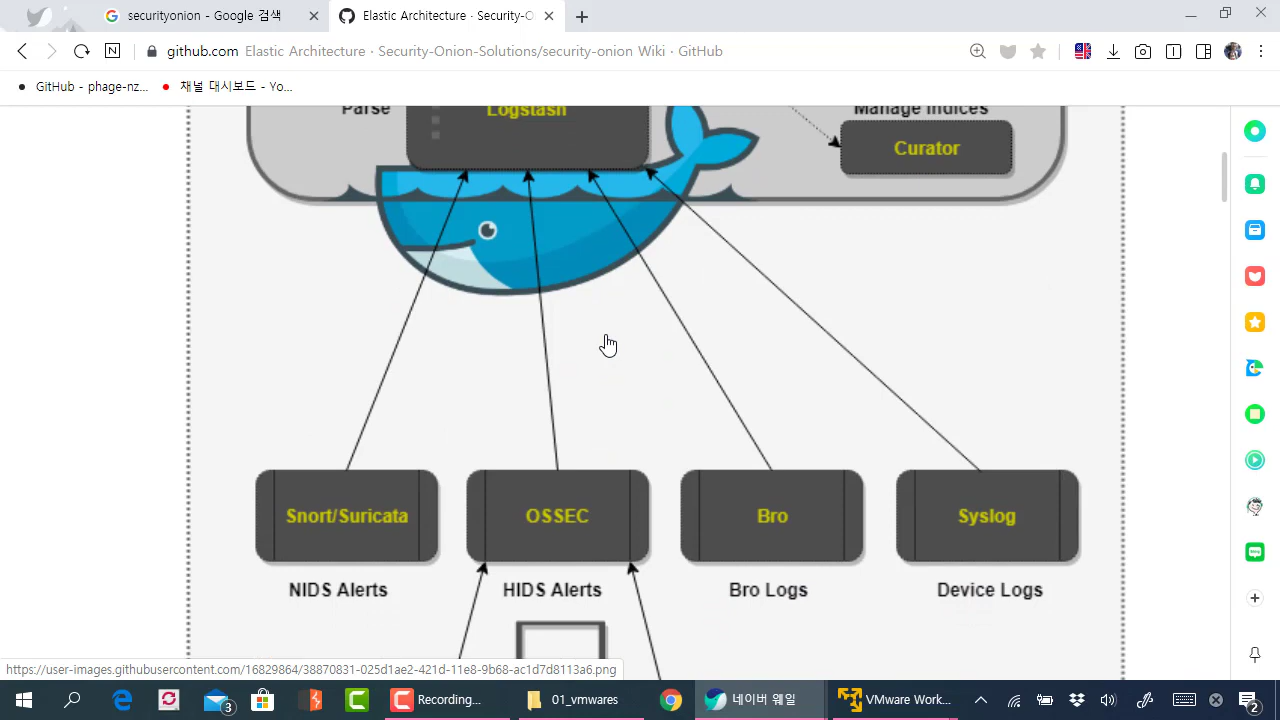 securityonion - Google 검색
Elastic Architecture · Security-O
github.com Elastic Architecture · Security-Onion-Solutions/security-onion Wiki · GitHub
GitHub - phage-nz...
채널 대시보드 - Yo...
Parse
Logstash
Manage Indices
Curator
Snort/Suricata
OSSEC
Bro
Syslog
NIDS Alerts
HIDS Alerts
Bro Logs
Device Logs
https://user-images.githubusercontent.com/16829864/38870831-025d1ae2-421d-11e8-9b68-ac1d7d8113a6.png
3
Recording...
01_vmwares
네이버 웨일
VMware Work...
2